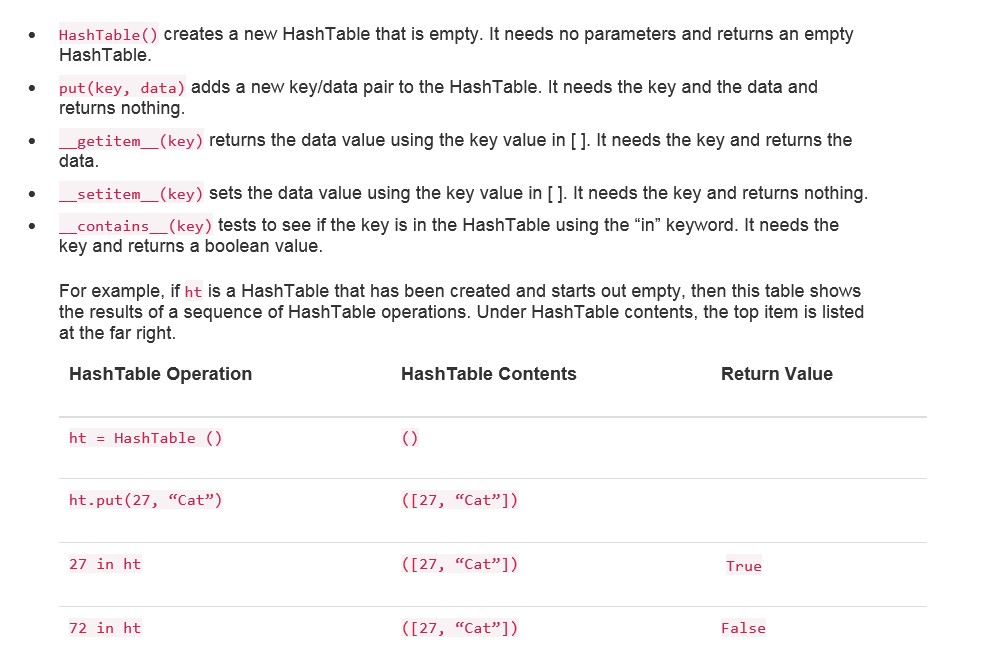 • HashTable() creates a new HashTable that is empty. It needs no parameters and returns an empty
HashTable.
• put(key, data) adds a new key/data pair to the HashTable. It needs the key and the data and
returns nothing.
• __getitem__(key) returns the data value using the key value in [ ]. It needs the key and returns the
data.
• __setitem__(key) sets the data value using the key value in [ ]. It needs the key and returns nothing.
• __contains__(key) tests to see if the key is in the HashTable using the “in” keyword. It needs the
key and returns a boolean value.
For example, if ht is a HashTable that has been created and starts out empty, then this table shows
the results of a sequence of HashTable operations. Under HashTable contents, the top item is listed
at the far right.
HashTable Operation HashTable Contents Return Value
ht = HashTable () ()
ht.put(27, “Cat”) ([27, “Cat”])
27 in ht ([27, “Cat”]) True
72 in ht ([27, “Cat”]) False